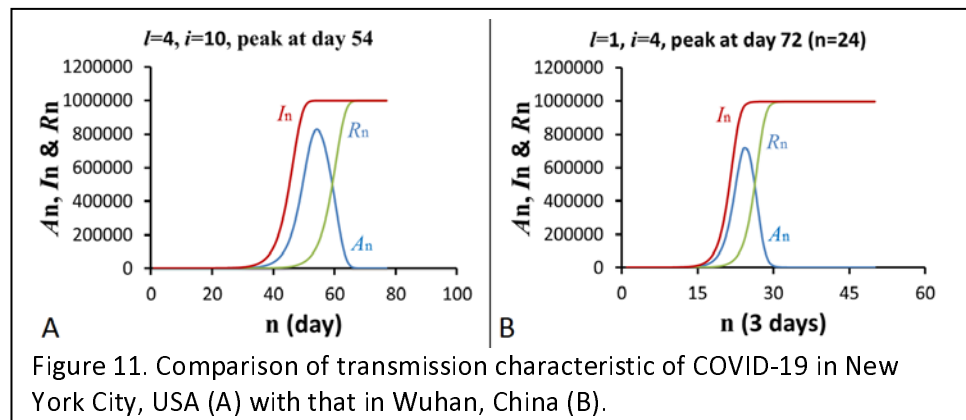 l=4, i=10, peak at day 54
1200000
1000000
800000
600000
400000
200000
0
An, In & Rn
In
Rn
An
0 20 40 60 80 100
n (day)
A
l=1, i=4, peak at day 72 (n=24)
1200000
1000000
800000
600000
400000
200000
0
An, In & Rn
In
Rn
An
0 15 30 45 60
n (3 days)
B
Figure 11. Comparison of transmission characteristic of COVID-19 in New
York City, USA (A) with that in Wuhan, China (B).